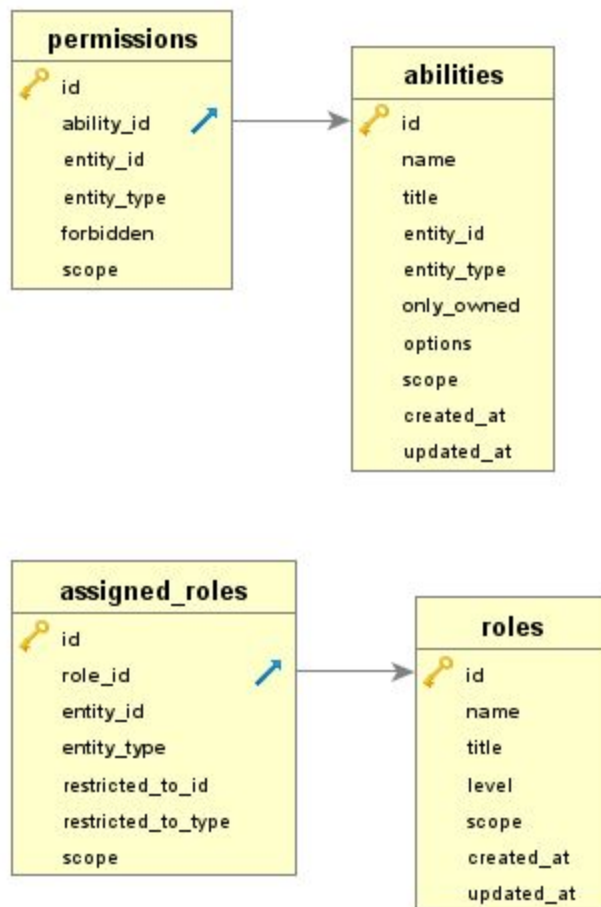 permissions
id
ability_id
entity_id
entity_type
forbidden
scope
abilities
id
name
title
entity_id
entity_type
only_owned
options
scope
created_at
updated_at
assigned_roles
id
role_id
entity_id
entity_type
restricted_to_id
restricted_to_type
scope
roles
id
name
title
level
scope
created_at
updated_at